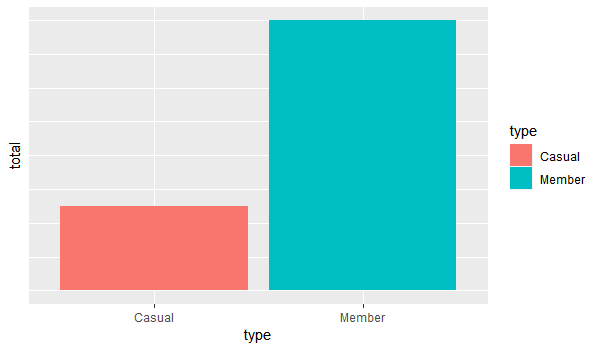 total
Casual
Member
type
type
Casual
Member